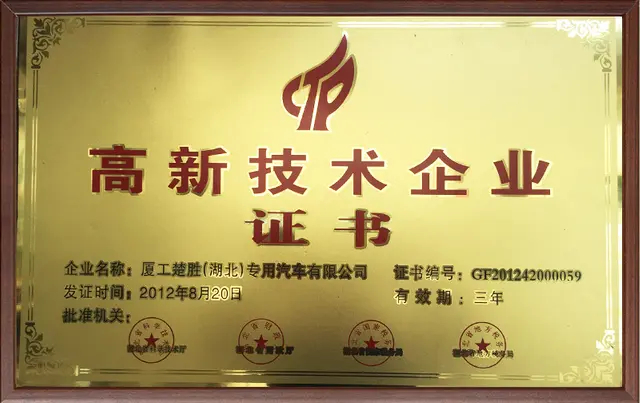 高新技术企业
证书
企业名称：厦工楚胜(湖北)专用汽车有限公司 证书编号：GF201242000059
发证时间：2012年8月20日 有效期：三年
批准机关：